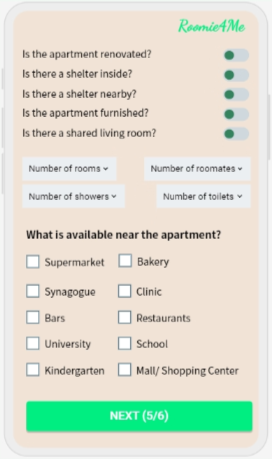 Roomie4Me
Is the apartment renovated?
Is there a shelter inside?
Is there a shelter nearby?
Is the apartment furnished?
Is there a shared living room?
Number of rooms
Number of roomates
Number of showers
Number of toilets
What is available near the apartment?
Supermarket
Bakery
Synagogue
Clinic
Bars
Restaurants
University
School
Kindergarten
Mall/ Shopping Center
NEXT (5/6)